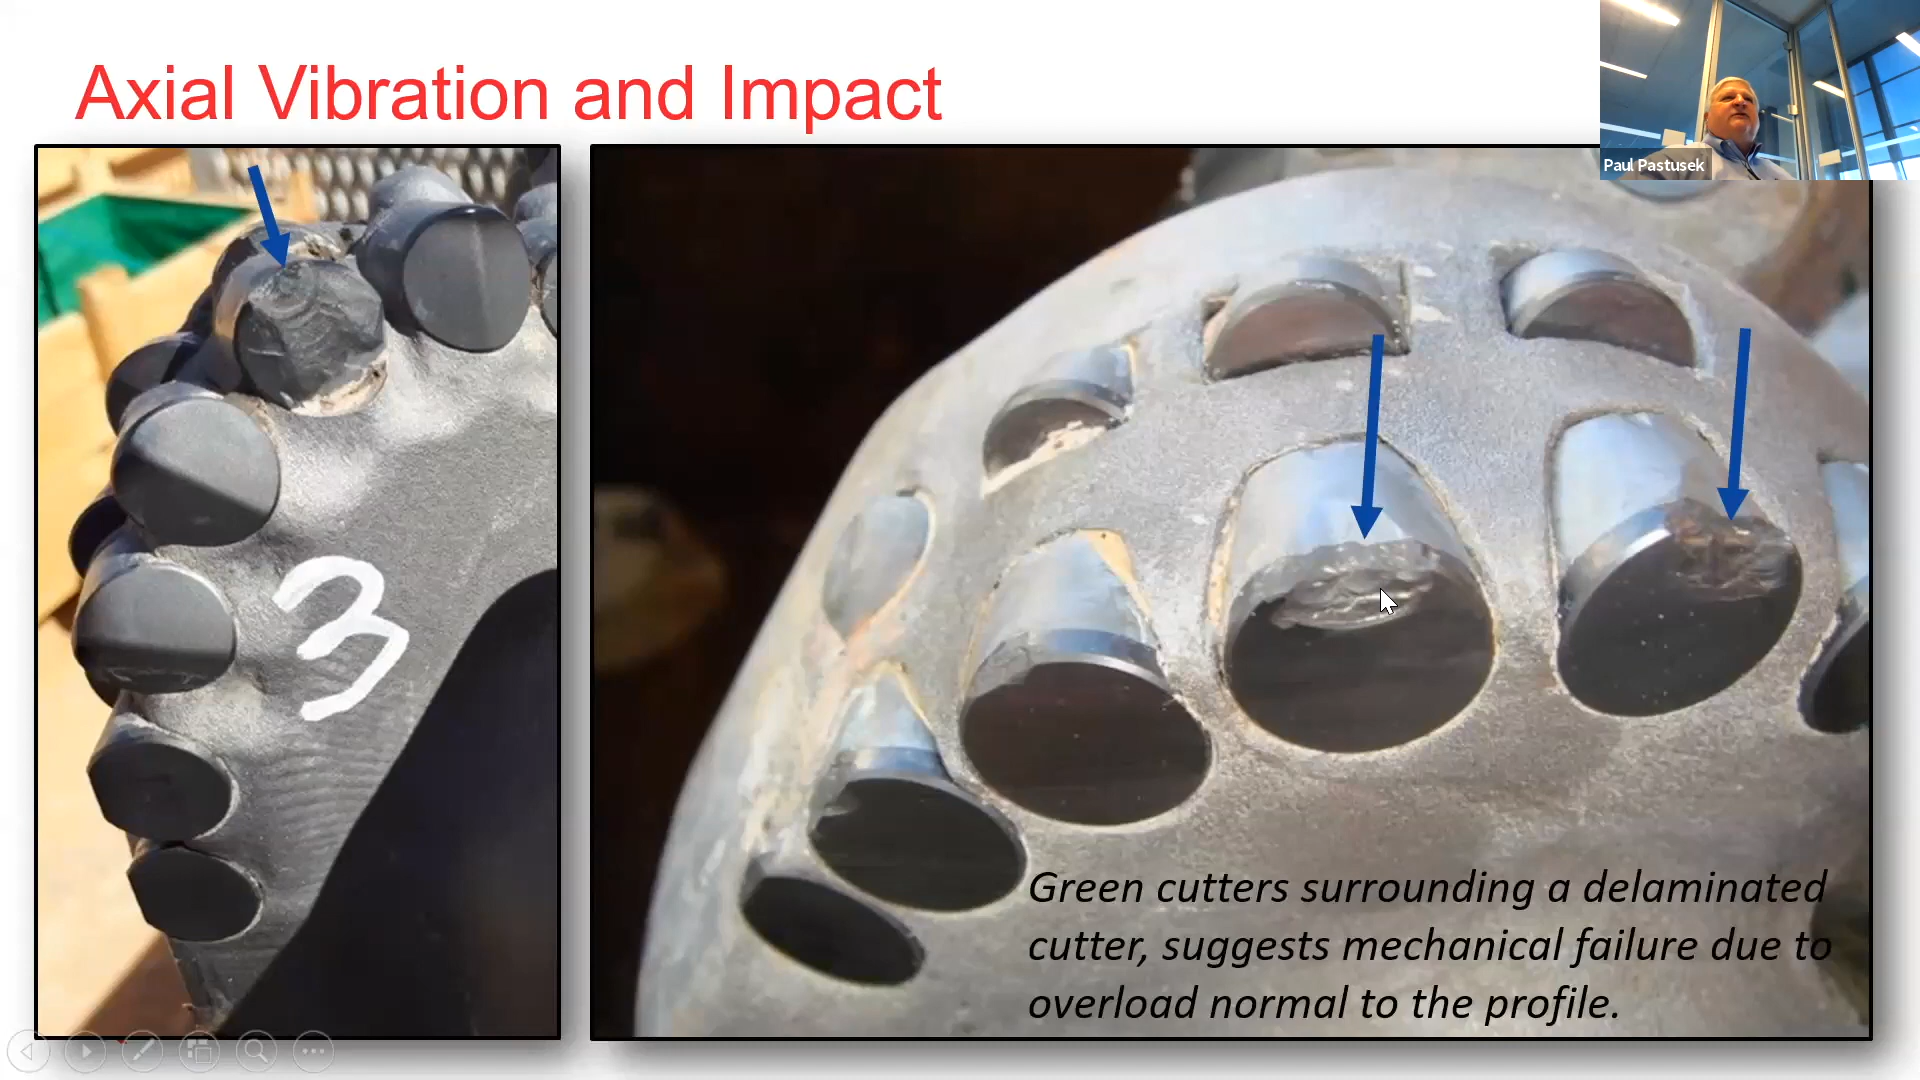 Axial Vibration and Impact
Paul Pastusek
3
Green cutters surrounding a delaminated
cutter, suggests mechanical failure due to
overload normal to the profile.